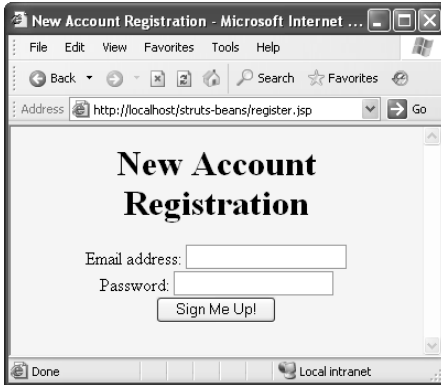 New Account Registration - Microsoft Internet ...
File Edit View Favorites Tools Help
Back Search Favorites
Address http://localhost/struts-beans/register.jsp Go
New Account
Registration
Email address:
Password:
Sign Me Up!
Done Local intranet